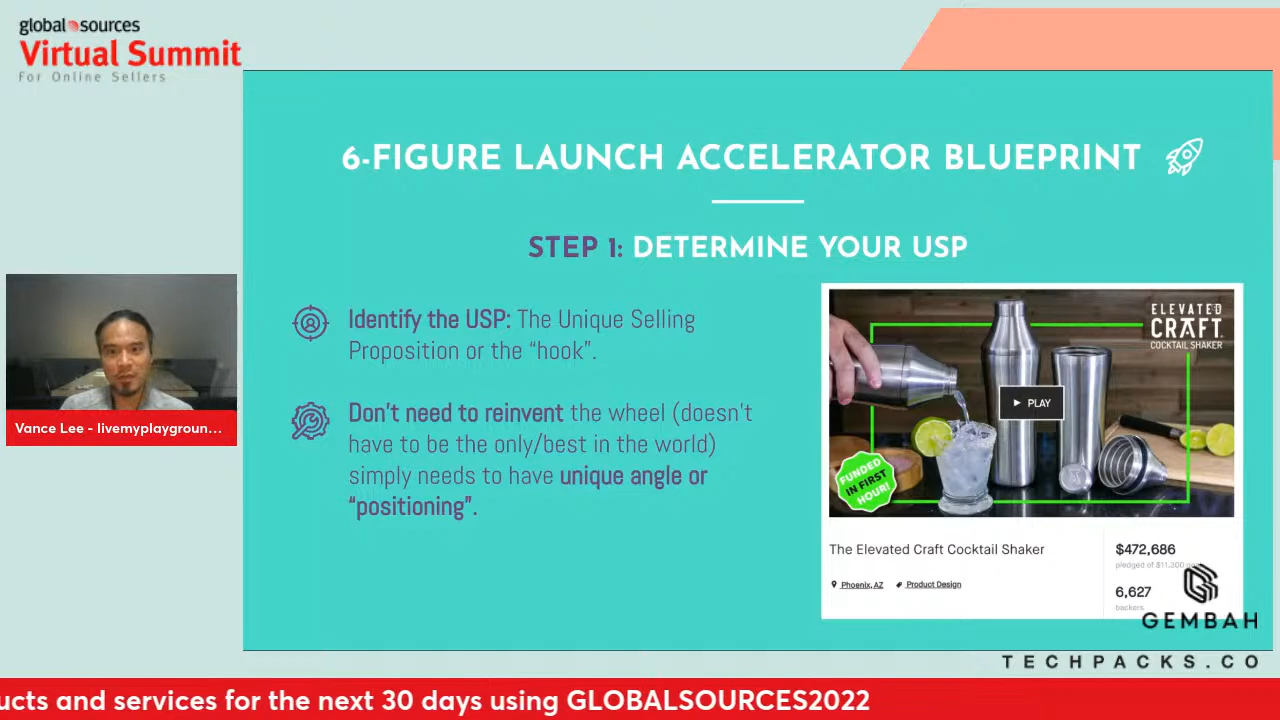 global sources
Virtual Summit
For Online Sellers
6-FIGURE LAUNCH ACCELERATOR BLUEPRINT
STEP 1: DETERMINE YOUR USP
Identify the USP: The Unique Selling
Proposition or the “hook”.
Don't need to reinvent the wheel (doesn't
have to be the only/best in the world)
simply needs to have unique angle or
“positioning”.
ELEVATED
CRAFT
COCKTAIL SHAKER
PLAY
FUNDED
IN FIRST
HOUR!
The Elevated Craft Cocktail Shaker
Phoenix, AZ
Product Design
$472,686
pledged of $11,200
6,627
backers
GEMBAH
TECHPACKS.CO
Vance Lee - livemyplaygroun...
ucts and services for the next 30 days using GLOBALSOURCES2022